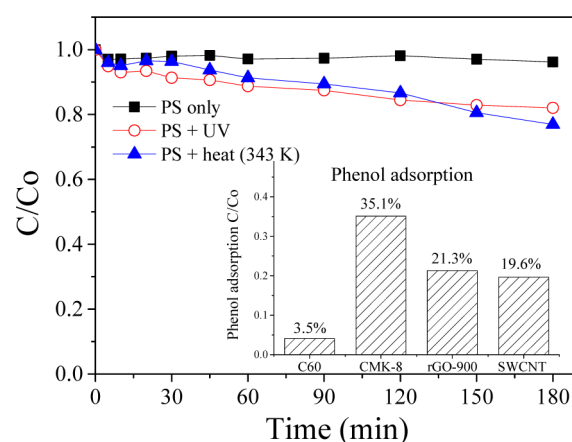 1.0
0.8
0.6
0.4
0.2
0.0
C/Co
PS only
PS + UV
PS + heat (343 K)
Phenol adsorption
Phenol adsorption C/Co
0.4
0.3
0.2
0.1
0.0
3.5%
35.1%
21.3%
19.6%
C60 CMK-8 rGO-900 SWCNT
0 30 60 90 120 150 180
Time (min)